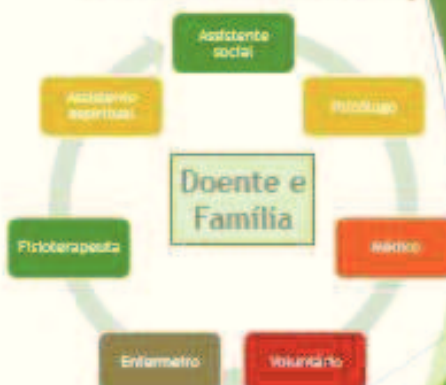 Assistente
social
Psicólogo
Médico
Voluntário
Enfermeiro
Fisioterapeuta
Assistente
espiritual
Doente e
Família